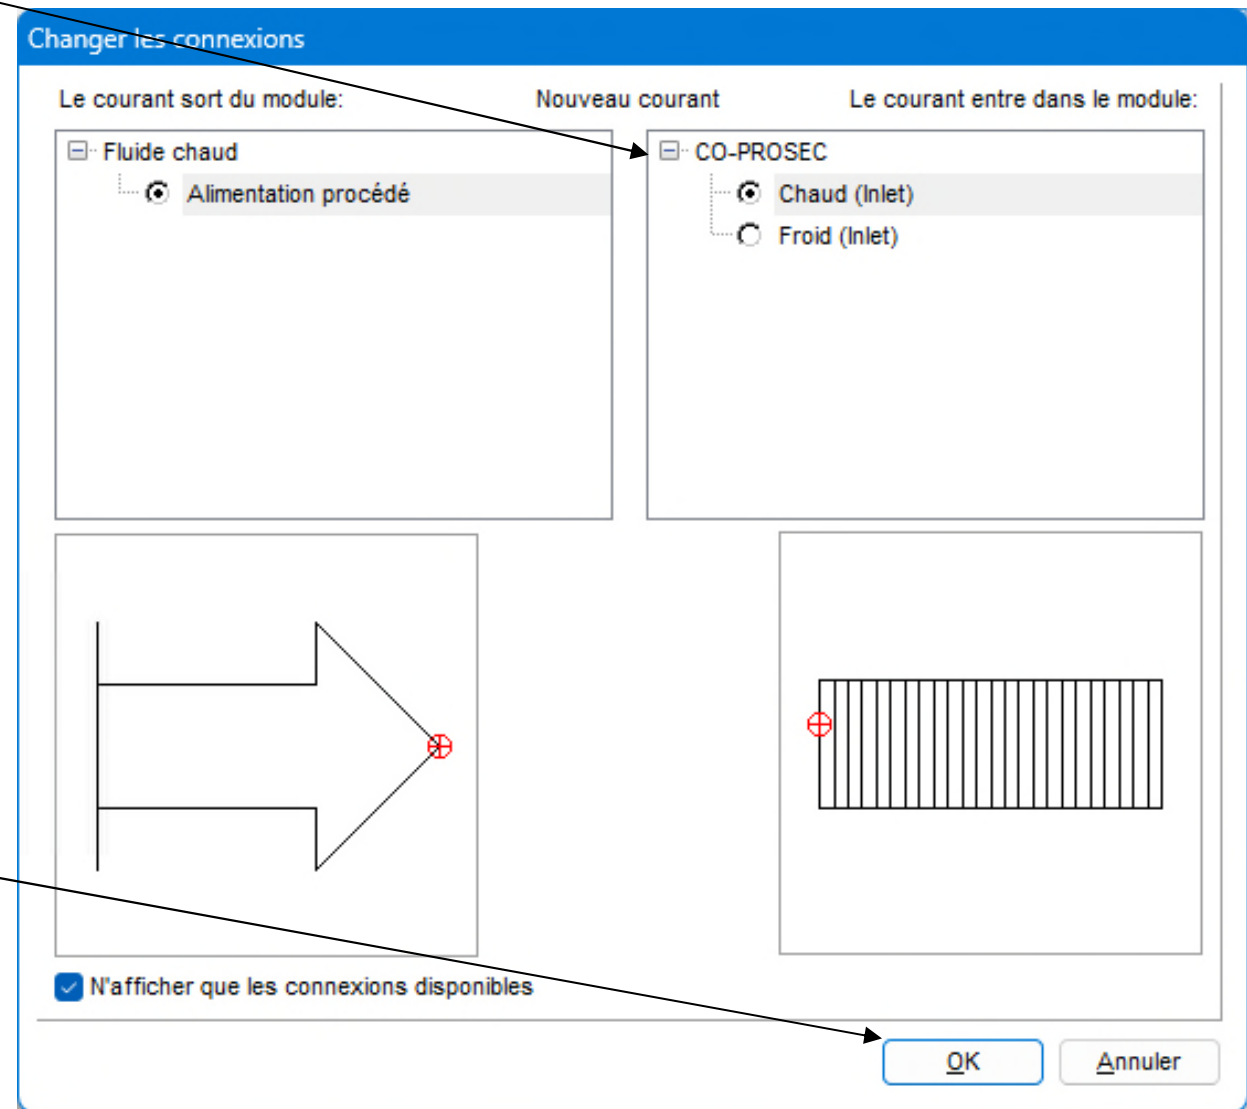 Changer les connexions
Le courant sort du module: Nouveau courant Le courant entre dans le module:
Fluide chaud
Alimentation procédé
CO-PROSEC
Chaud (Inlet)
Froid (Inlet)
N'afficher que les connexions disponibles
OK Annuler